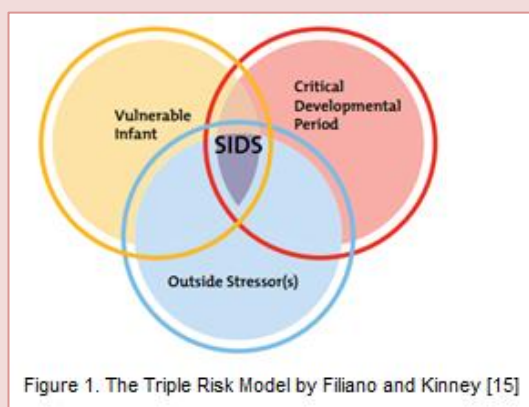 Vulnerable
Infant
Critical
Developmental
Period
SIDS
Outside Stressor(s)
Figure 1. The Triple Risk Model by Filiano and Kinney [15]